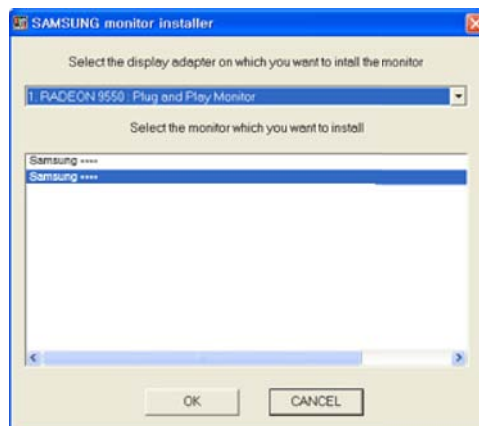 SAMSUNG monitor installer
Select the display adapter on which you want to intall the monitor
1. RADEON 9550 : Plug and Play Monitor
Select the monitor which you want to install
Samsung ****
Samsung ****
OK
CANCEL